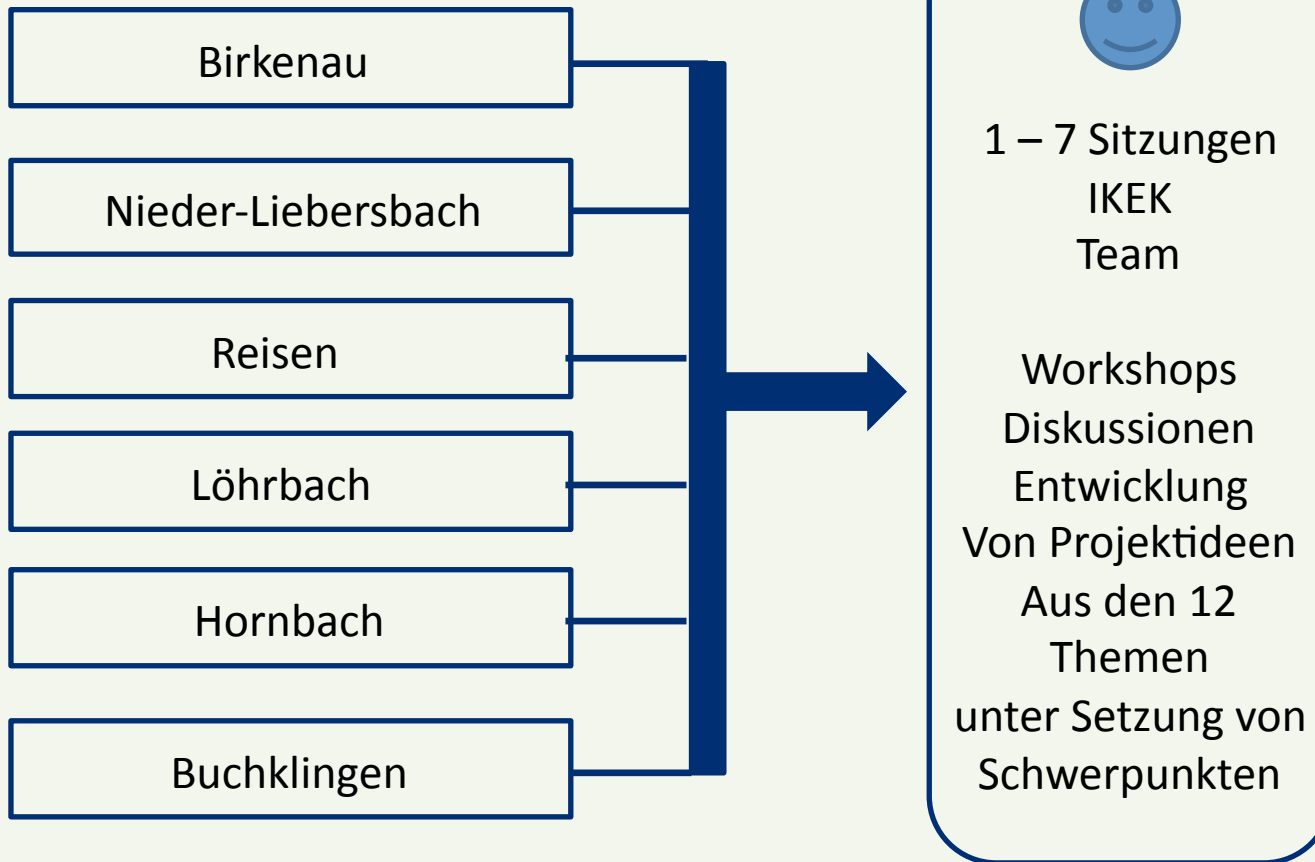 Birkenau
Nieder-Liebersbach
Reisen
Löhrbach
Hornbach
Buchklingen
1 – 7 Sitzungen
IKEK
Team
Workshops
Diskussionen
Entwicklung
Von Projektideen
Aus den 12
Themen
unter Setzung von
Schwerpunkten